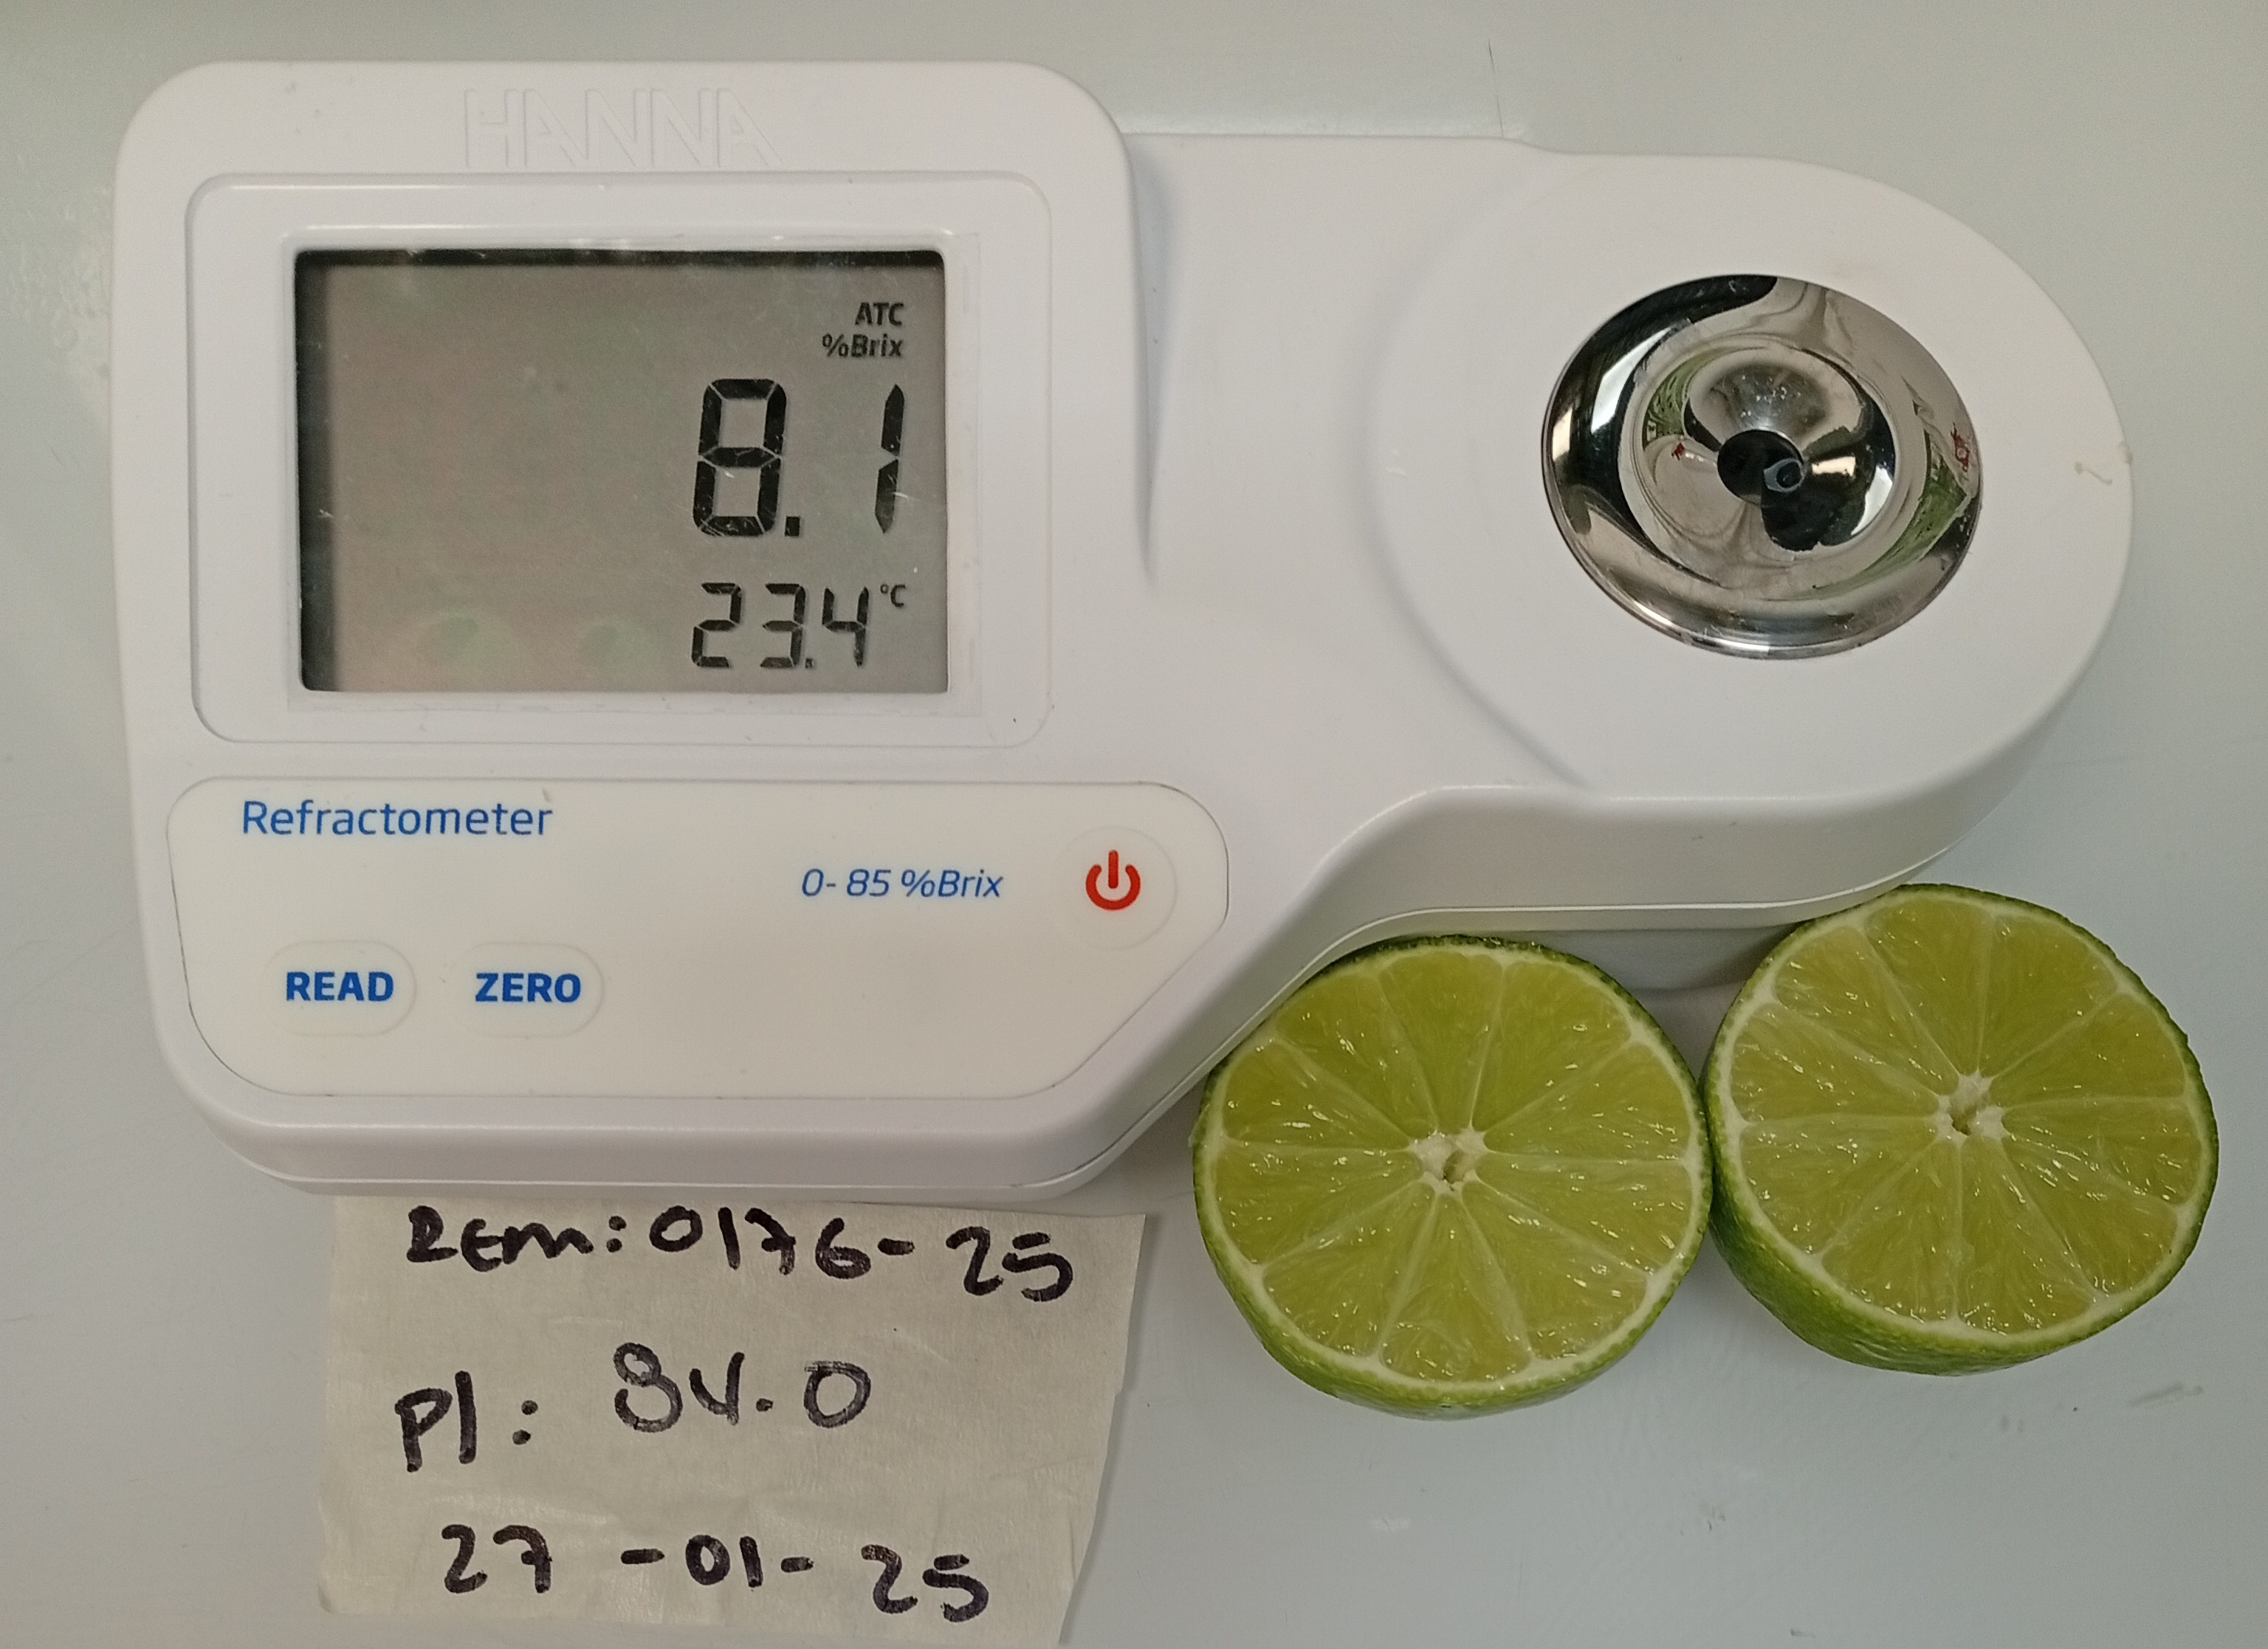 HANNA
ATC
%Brix
8.1
23.4°C
Refractometer
0-85 %Brix
READ ZERO
Rem: 0176-25
Pl: 84.0
27-01-25